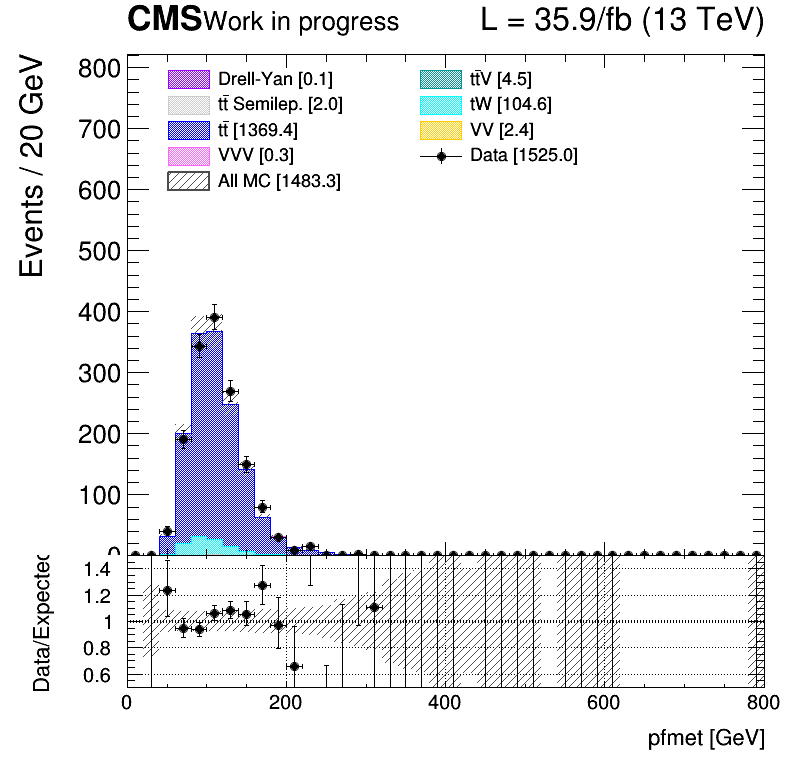 CMS Work in progress L = 35.9/fb (13 TeV)
Events / 20 GeV
800
700
600
500
400
300
200
100
0
Drell-Yan [0.1]
tt̄ Semilep. [2.0]
tt̄ [1369.4]
VVV [0.3]
All MC [1483.3]
tt̄V [4.5]
tW [104.6]
VV [2.4]
Data [1525.0]
Data/Expected
1.4
1.2
1
0.8
0.6
0 200 400 600 800
pfmet [GeV]